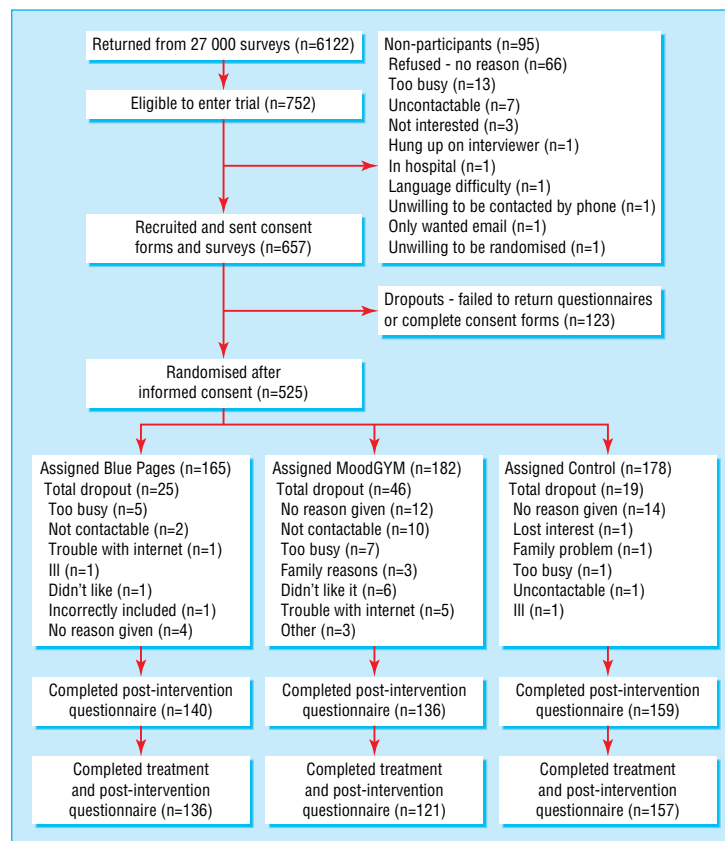 Returned from 27 000 surveys (n=6122)
Eligible to enter trial (n=752)
Non-participants (n=95)
Refused - no reason (n=66)
Too busy (n=13)
Uncontactable (n=7)
Not interested (n=3)
Hung up on interviewer (n=1)
In hospital (n=1)
Language difficulty (n=1)
Unwilling to be contacted by phone (n=1)
Only wanted email (n=1)
Unwilling to be randomised (n=1)
Recruited and sent consent
forms and surveys (n=657)
Dropouts - failed to return questionnaires
or complete consent forms (n=123)
Randomised after
informed consent (n=525)
Assigned Blue Pages (n=165)
Total dropout (n=25)
Too busy (n=5)
Not contactable (n=2)
Trouble with internet (n=1)
Ill (n=1)
Didn't like (n=1)
Incorrectly included (n=1)
No reason given (n=4)
Assigned MoodGYM (n=182)
Total dropout (n=46)
No reason given (n=12)
Not contactable (n=10)
Too busy (n=7)
Family reasons (n=3)
Didn't like it (n=6)
Trouble with internet (n=5)
Other (n=3)
Assigned Control (n=178)
Total dropout (n=19)
No reason given (n=14)
Lost interest (n=1)
Family problem (n=1)
Too busy (n=1)
Uncontactable (n=1)
Ill (n=1)
Completed post-intervention
questionnaire (n=140)
Completed post-intervention
questionnaire (n=136)
Completed post-intervention
questionnaire (n=159)
Completed treatment
and post-intervention
questionnaire (n=136)
Completed treatment
and post-intervention
questionnaire (n=121)
Completed treatment
and post-intervention
questionnaire (n=157)